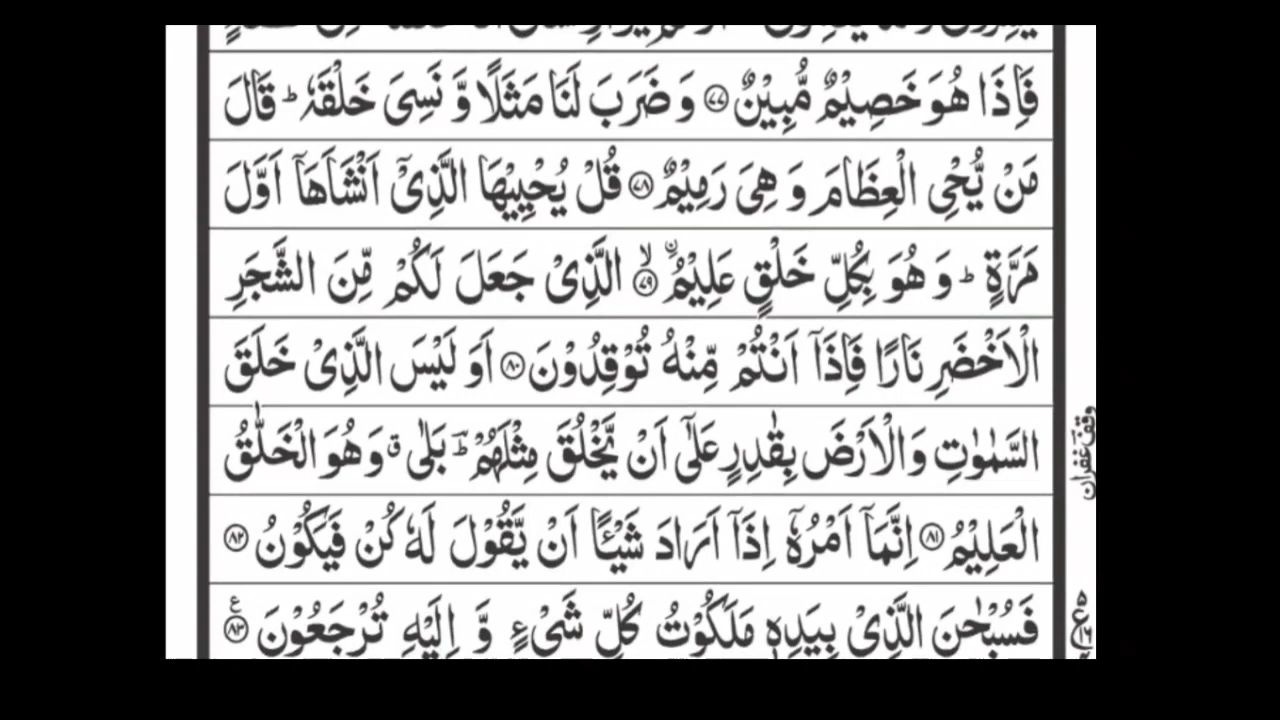 فَاِذَا هُوَ خَصِیْمٌ مُّبِیْنٌ ﴿۷۷﴾ وَ ضَرَبَ لَنَا مَثَلًا وَّ نَسِیَ خَلْقَهٗ ؕ قَالَ
مَنْ یُّحْیِ الْعِظَامَ وَ هِیَ رَمِیْمٌ ﴿۷۸﴾ قُلْ یُحْیِیْهَا الَّذِیْۤ اَنْشَاَهَاۤ اَوَّلَ
مَرَّةٍ ؕ وَ هُوَ بِكُلِّ خَلْقٍ عَلِیْمُ ۨ ﴿ۙ۷۹﴾ الَّذِیْ جَعَلَ لَكُمْ مِّنَ الشَّجَرِ
الْاَخْضَرِ نَارًا فَاِذَاۤ اَنْتُمْ مِّنْهُ تُوْقِدُوْنَ ﴿۸۰﴾ اَوَ لَیْسَ الَّذِیْ خَلَقَ
السَّمٰوٰتِ وَالْاَرْضَ بِقٰدِرٍ عَلٰۤی اَنْ یَّخْلُقَ مِثْلَهُمْ ؕ بَلٰی ۗ وَهُوَ الْخَلّٰقُ
الْعَلِیْمُ ﴿۸۱﴾ اِنَّمَاۤ اَمْرُهٗۤ اِذَاۤ اَرَادَ شَیْـًٔا اَنْ یَّقُوْلَ لَهٗ كُنْ فَیَكُوْنُ ﴿۸۲﴾
فَسُبْحٰنَ الَّذِیْ بِیَدِهٖ مَلَكُوْتُ كُلِّ شَیْءٍ وَّ اِلَیْهِ تُرْجَعُوْنَ ﴿۸۳﴾ ع
وقف غفران